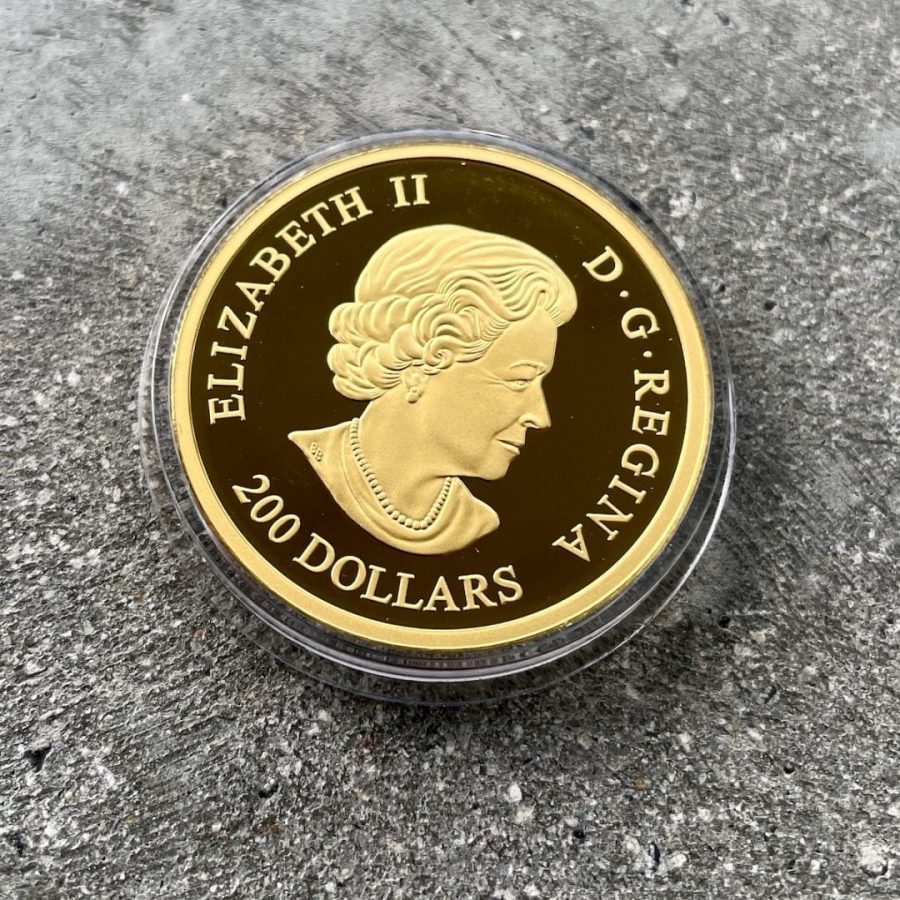 ELIZABETH II
D·G·REGINA
200 DOLLARS